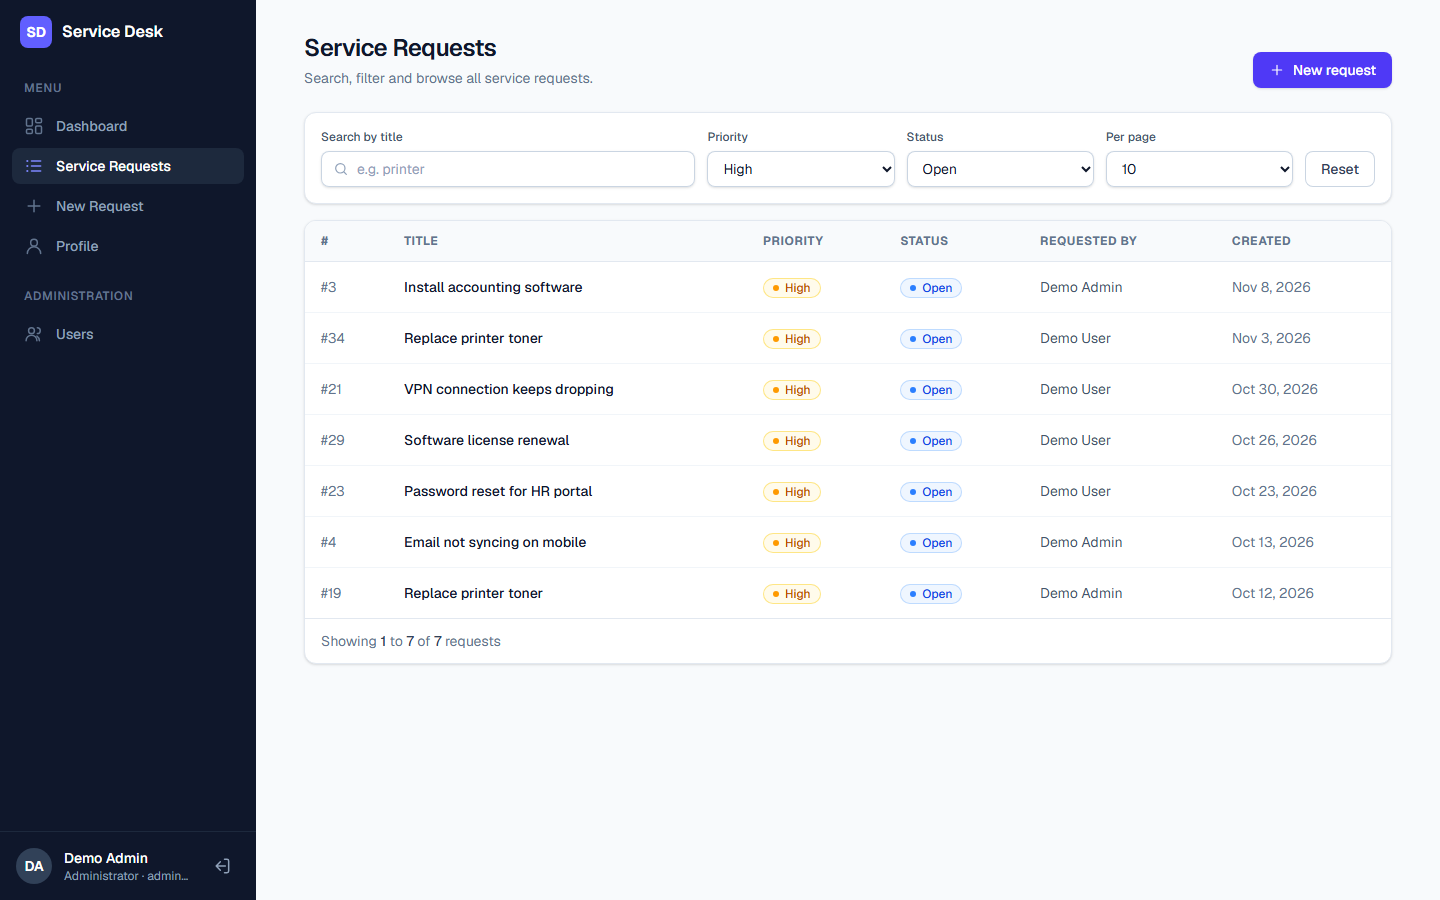 SD Service Desk
MENU
Dashboard
Service Requests
New Request
Profile
ADMINISTRATION
Users
DA
Demo Admin
Administrator · admin…
Service Requests
Search, filter and browse all service requests.
New request
Search by title Priority Status Per page
e.g. printer High Open 10 Reset
# TITLE PRIORITY STATUS REQUESTED BY CREATED
#3 Install accounting software High Open Demo Admin Nov 8, 2026
#34 Replace printer toner High Open Demo User Nov 3, 2026
#21 VPN connection keeps dropping High Open Demo User Oct 30, 2026
#29 Software license renewal High Open Demo User Oct 26, 2026
#23 Password reset for HR portal High Open Demo User Oct 23, 2026
#4 Email not syncing on mobile High Open Demo Admin Oct 13, 2026
#19 Replace printer toner High Open Demo Admin Oct 12, 2026
Showing 1 to 7 of 7 requests